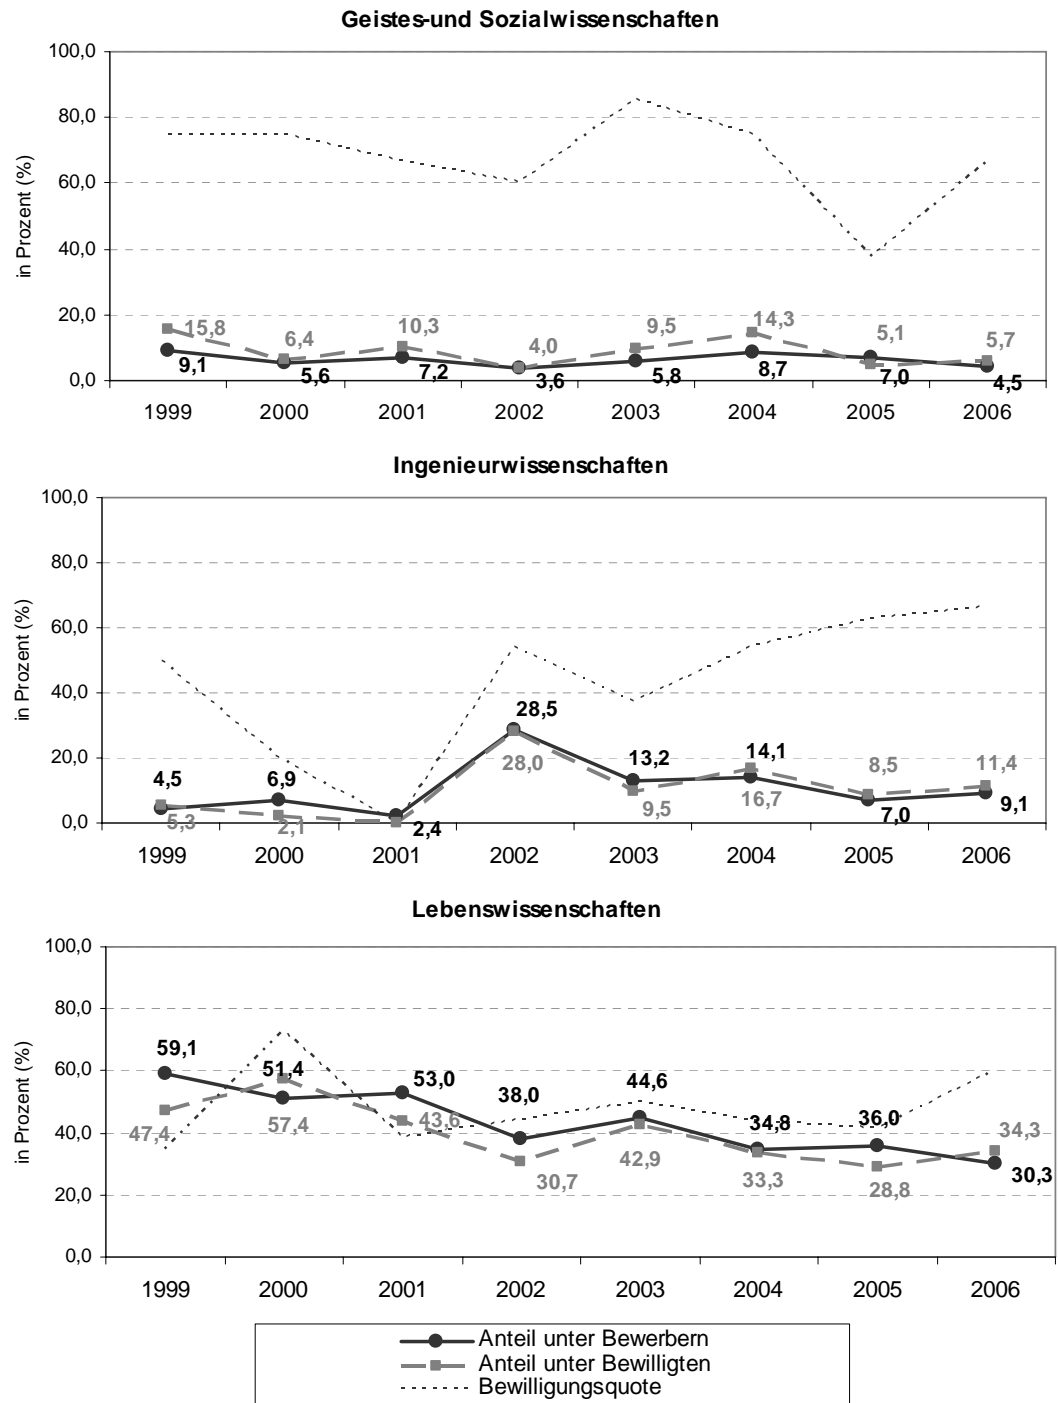 Geistes-und Sozialwissenschaften
100,0
80,0
60,0
40,0
20,0
0,0
in Prozent (%)
15,8 6,4 10,3 4,0 9,5 14,3 5,1 5,7
9,1 5,6 7,2 3,6 5,8 8,7 7,0 4,5
1999 2000 2001 2002 2003 2004 2005 2006
Ingenieurwissenschaften
100,0
80,0
60,0
40,0
20,0
0,0
in Prozent (%)
4,5 6,9 2,4 28,5 13,2 14,1 7,0 9,1
5,3 2,1 28,0 9,5 16,7 8,5 11,4
1999 2000 2001 2002 2003 2004 2005 2006
Lebenswissenschaften
100,0
80,0
60,0
40,0
20,0
0,0
in Prozent (%)
59,1 51,4 53,0 38,0 44,6 34,8 36,0 30,3
47,4 57,4 43,6 30,7 42,9 33,3 28,8 34,3
1999 2000 2001 2002 2003 2004 2005 2006
Anteil unter Bewerbern
Anteil unter Bewilligten
Bewilligungsquote